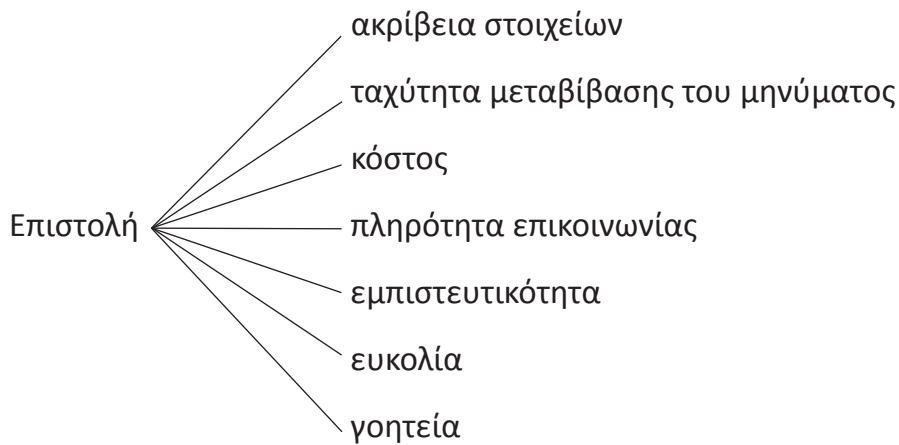 ακρίβεια στοιχείων
ταχύτητα μεταβίβασης του μηνύματος
κόστος
Επιστολή
πληρότητα επικοινωνίας
εμπιστευτικότητα
ευκολία
γοητεία